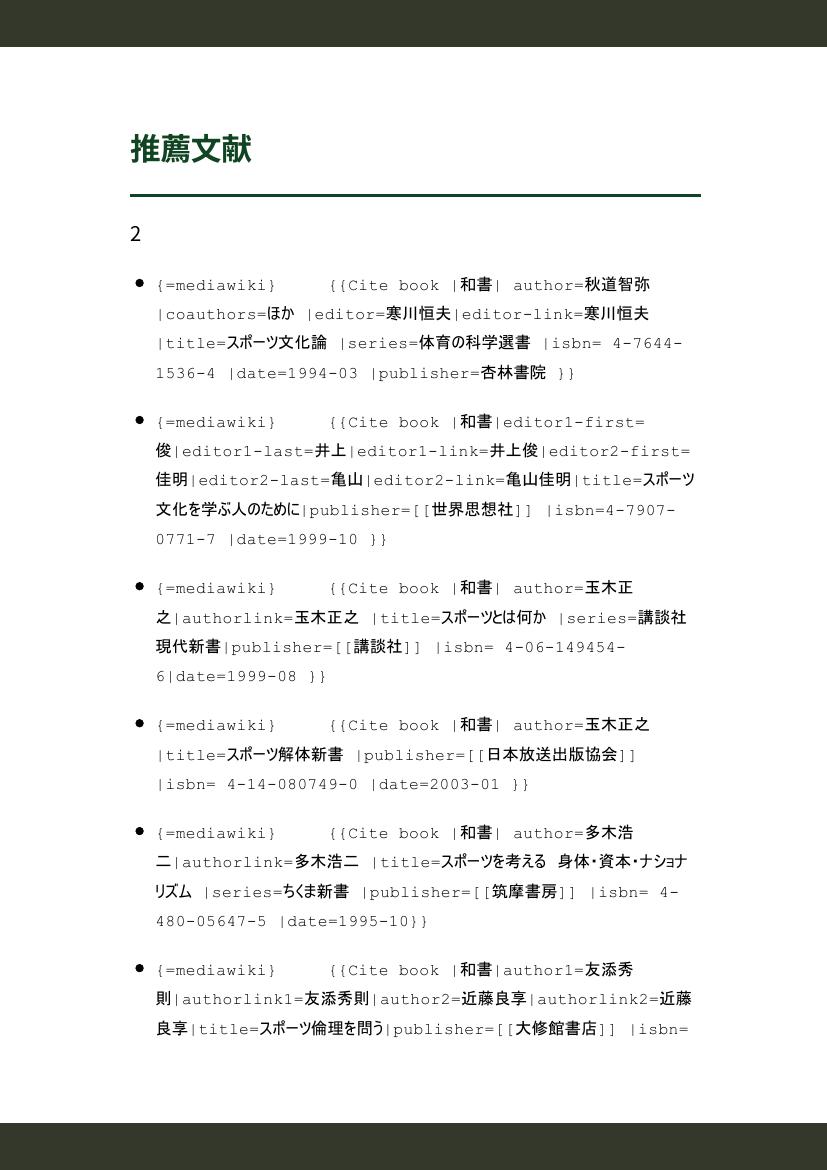 推薦文献
2
{=mediawiki} {{Cite book |和書| author=秋道智弥
|coauthors=ほか |editor=寒川恒夫|editor-link=寒川恒夫
|title=スポーツ文化論 |series=体育の科学選書 |isbn= 4-7644-
1536-4 |date=1994-03 |publisher=杏林書院 }}
{=mediawiki} {{Cite book |和書|editor1-first=
俊|editor1-last=井上|editor1-link=井上俊|editor2-first=
佳明|editor2-last=亀山|editor2-link=亀山佳明|title=スポーツ
文化を学ぶ人のために|publisher=[[世界思想社]] |isbn=4-7907-
0771-7 |date=1999-10 }}
{=mediawiki} {{Cite book |和書| author=玉木正
之|authorlink=玉木正之 |title=スポーツとは何か |series=講談社
現代新書|publisher=[[講談社]] |isbn= 4-06-149454-
6|date=1999-08 }}
{=mediawiki} {{Cite book |和書| author=玉木正之
|title=スポーツ解体新書 |publisher=[[日本放送出版協会]]
|isbn= 4-14-080749-0 |date=2003-01 }}
{=mediawiki} {{Cite book |和書| author=多木浩
二|authorlink=多木浩二 |title=スポーツを考える 身体・資本・ナショナ
リズム |series=ちくま新書 |publisher=[[筑摩書房]] |isbn= 4-
480-05647-5 |date=1995-10}}
{=mediawiki} {{Cite book |和書|author1=友添秀
則|authorlink1=友添秀則|author2=近藤良享|authorlink2=近藤
良享|title=スポーツ倫理を問う|publisher=[[大修館書店]] |isbn=